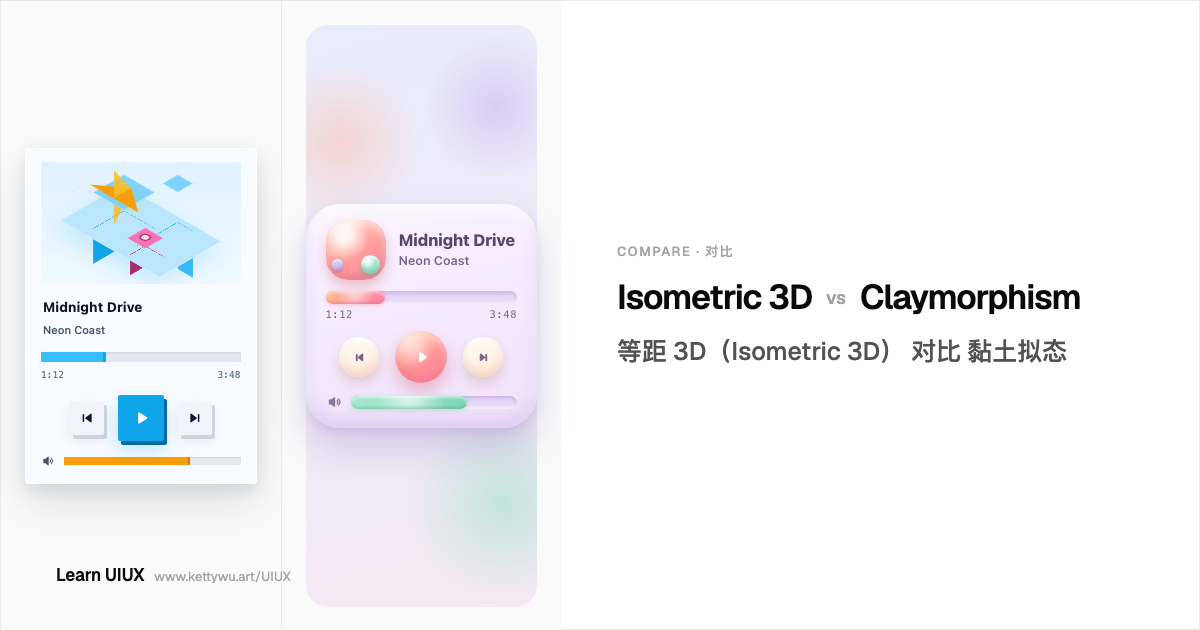 Midnight Drive
Neon Coast
1:12 3:48
Midnight Drive
Neon Coast
1:12 3:48
Learn UIUX www.kettywu.art/UIUX
COMPARE · 对比
Isometric 3D vs Claymorphism
等距 3D（Isometric 3D） 对比 黏土拟态